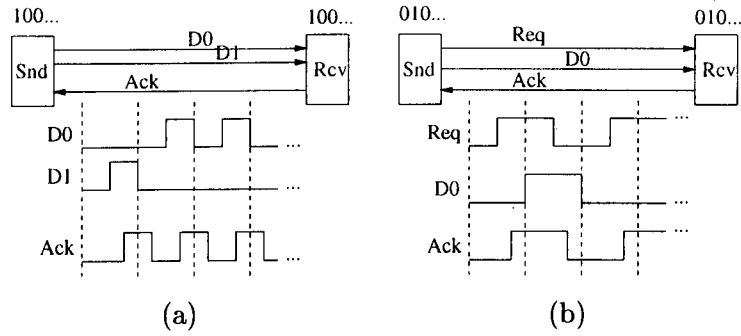 100... 100...
D0
D1
Snd Rcv
Ack
D0 ...
D1 ...
Ack ...
(a)
010... 010...
Req
D0
Snd Rcv
Ack
Req ...
D0 ...
Ack ...
(b)